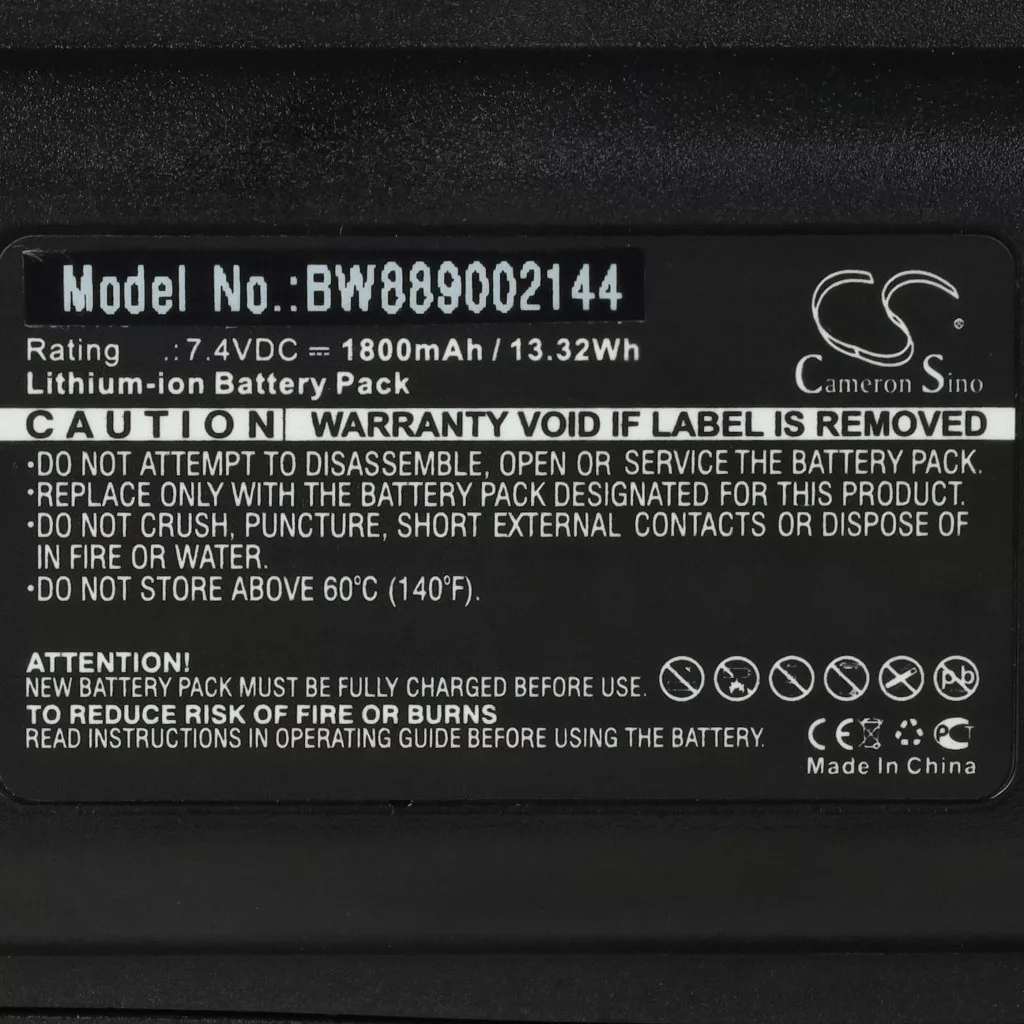 Model No.:BW889002144
Rating .: 7.4VDC ⎓ 1800mAh / 13.32Wh
Lithium-ion Battery Pack
CS ®
Cameron Sino
CAUTION | WARRANTY VOID IF LABEL IS REMOVED
·DO NOT ATTEMPT TO DISASSEMBLE, OPEN OR SERVICE THE BATTERY PACK.
·REPLACE ONLY WITH THE BATTERY PACK DESIGNATED FOR THIS PRODUCT.
·DO NOT CRUSH, PUNCTURE, SHORT EXTERNAL CONTACTS OR DISPOSE OF
IN FIRE OR WATER.
·DO NOT STORE ABOVE 60°C (140°F).
ATTENTION!
NEW BATTERY PACK MUST BE FULLY CHARGED BEFORE USE.
TO REDUCE RISK OF FIRE OR BURNS
READ INSTRUCTIONS IN OPERATING GUIDE BEFORE USING THE BATTERY.
Pb
CE PCT
Made In China